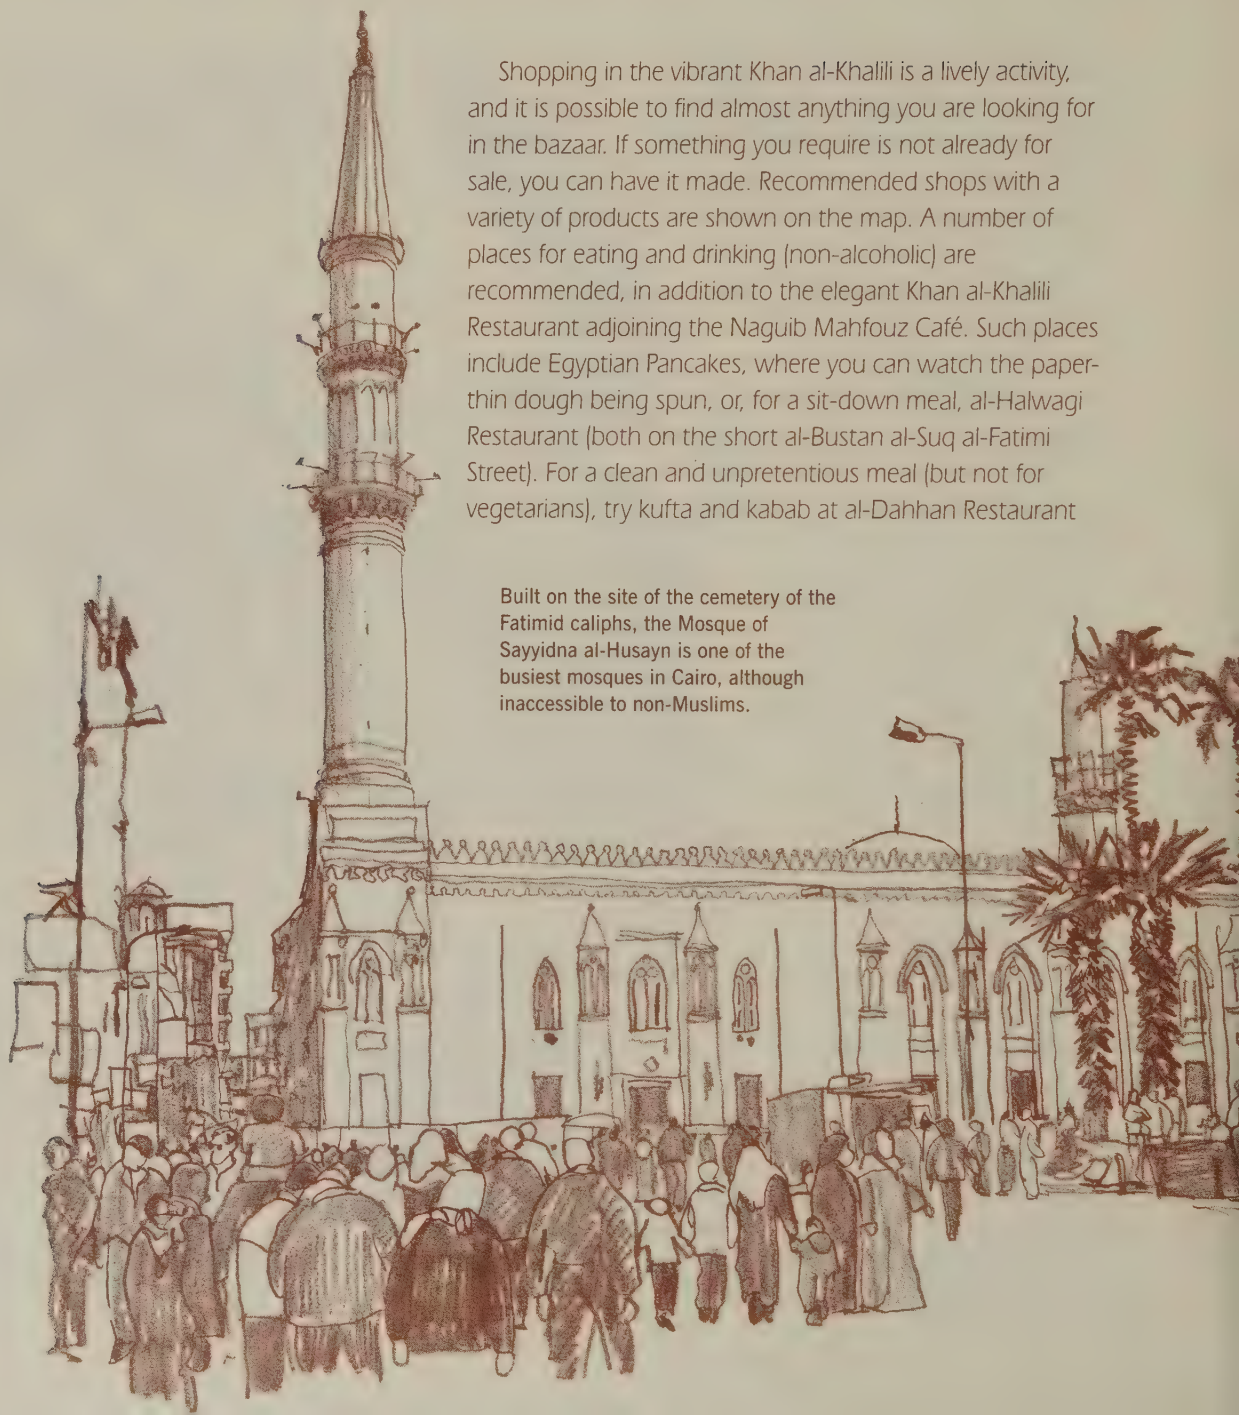 Shopping in the vibrant Khan al-Khalili is a lively activity,
and it is possible to find almost anything you are looking for
in the bazaar. If something you require is not already for
sale, you can have it made. Recommended shops with a
variety of products are shown on the map. A number of
places for eating and drinking (non-alcoholic) are
recommended, in addition to the elegant Khan al-Khalili
Restaurant adjoining the Naguib Mahfouz Café. Such places
include Egyptian Pancakes, where you can watch the paper-
thin dough being spun, or, for a sit-down meal, al-Halwagi
Restaurant (both on the short al-Bustan al-Suq al-Fatimi
Street). For a clean and unpretentious meal (but not for
vegetarians), try kufta and kabab at al-Dahhan Restaurant
Built on the site of the cemetery of the
Fatimid caliphs, the Mosque of
Sayyidna al-Husayn is one of the
busiest mosques in Cairo, although
inaccessible to non-Muslims.